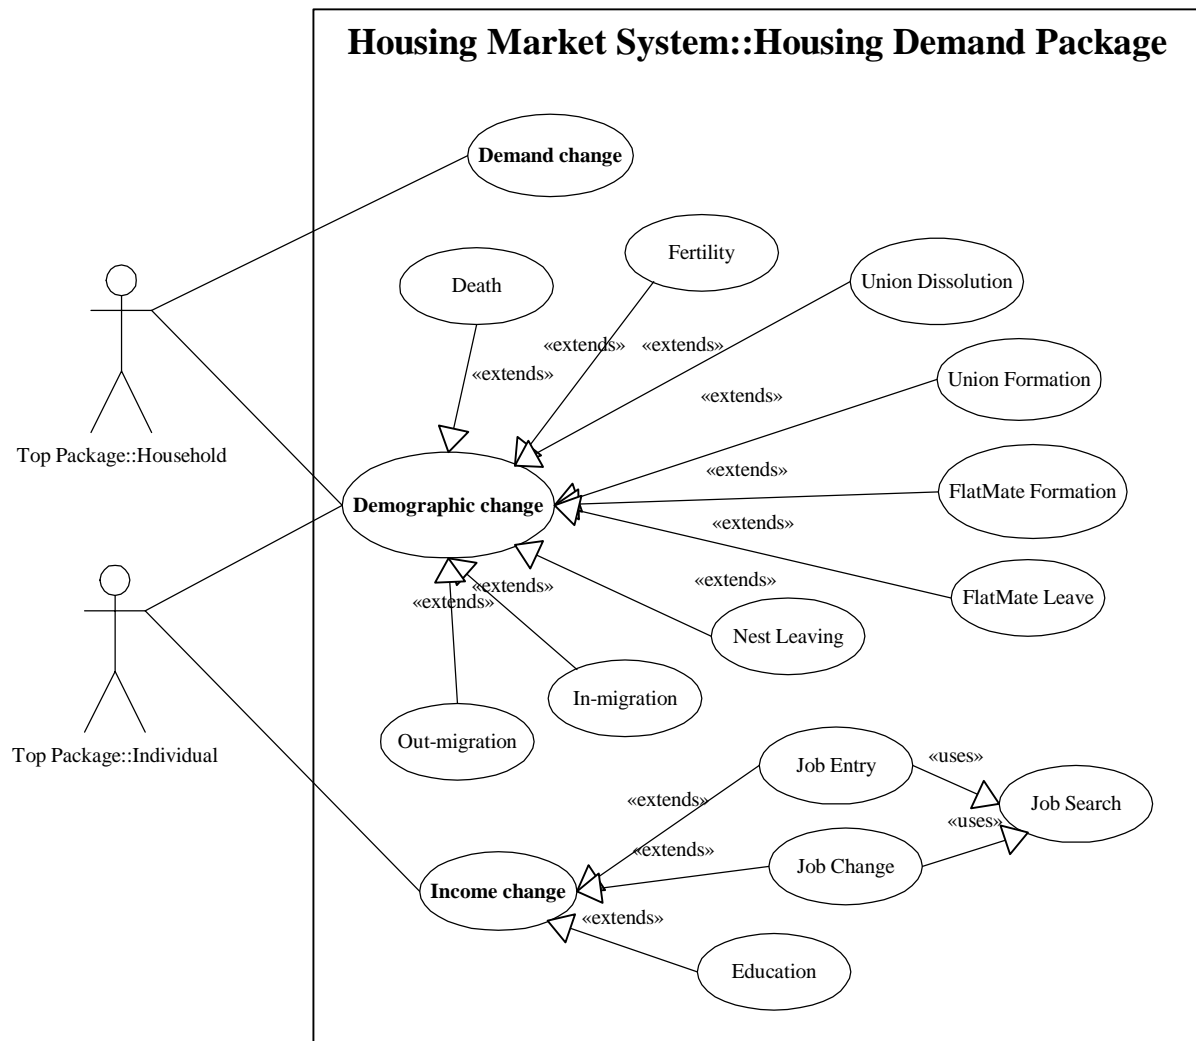 Housing Market System::Housing Demand Package
Demand change
Fertility
Death
Union Dissolution
«extends»
«extends»
«extends»
Union Formation
«extends»
Top Package::Household
«extends»
FlatMate Formation
Demographic change
«extends»
«extends»
«extends»
«extends»
FlatMate Leave
Nest Leaving
In-migration
Out-migration
Top Package::Individual
«uses»
Job Entry
«extends»
Job Search
«uses»
«extends»
Job Change
Income change
«extends»
Education